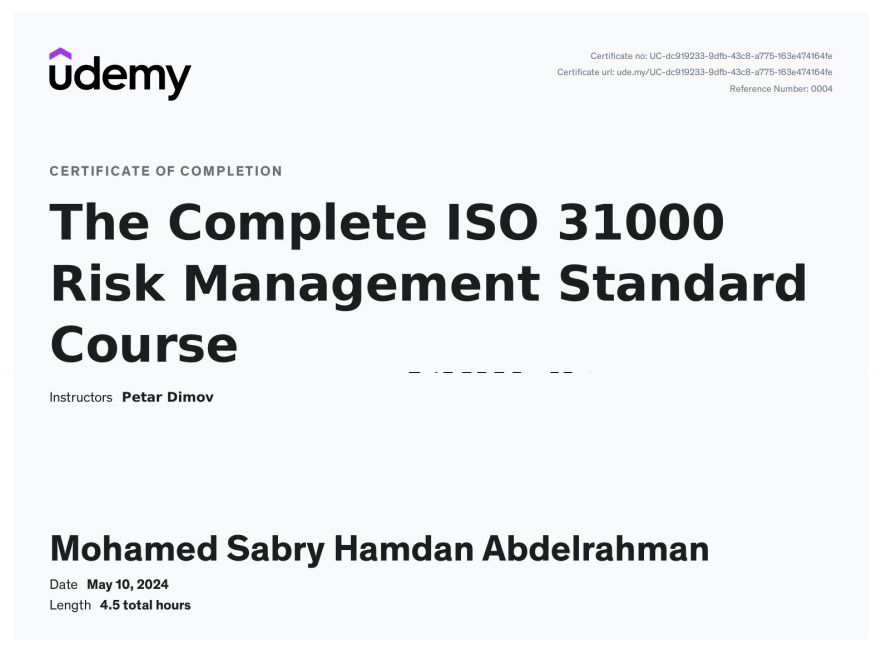 udemy
Certificate no: UC-dc919233-9dfb-43c8-a775-163e474164fe
Certificate url: ude.my/UC-dc919233-9dfb-43c8-a775-163e474164fe
Reference Number: 0004
CERTIFICATE OF COMPLETION
The Complete ISO 31000
Risk Management Standard
Course
Instructors Petar Dimov
Mohamed Sabry Hamdan Abdelrahman
Date May 10, 2024
Length 4.5 total hours